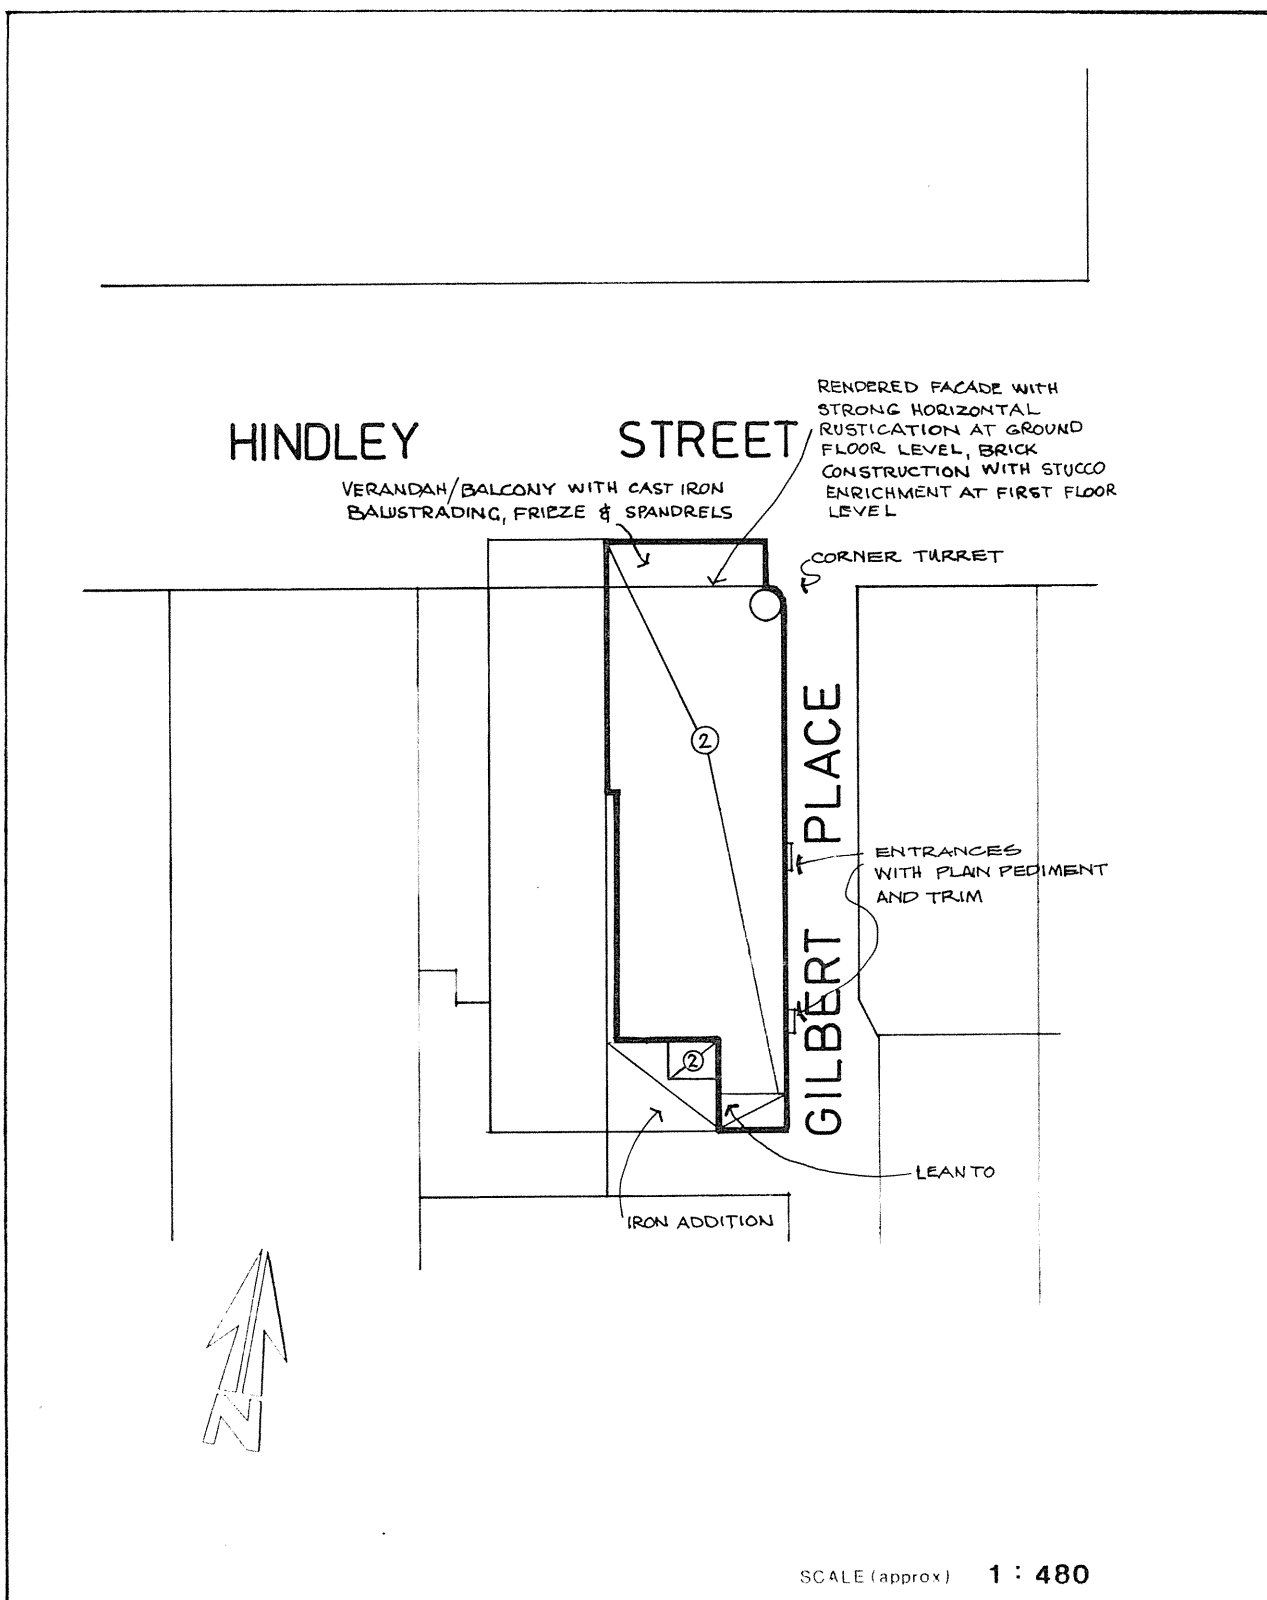 RENDERED FACADE WITH
STRONG HORIZONTAL
RUSTICATION AT GROUND
FLOOR LEVEL, BRICK
CONSTRUCTION WITH STUCCO
ENRICHMENT AT FIRST FLOOR
LEVEL
HINDLEY STREET
VERANDAH/BALCONY WITH CAST IRON
BALUSTRADING, FRIEZE & SPANDRELS
CORNER TURRET
2
GILBERT PLACE
ENTRANCES
WITH PLAIN PEDIMENT
AND TRIM
2
LEANTO
IRON ADDITION
N
SCALE (approx) 1 : 480